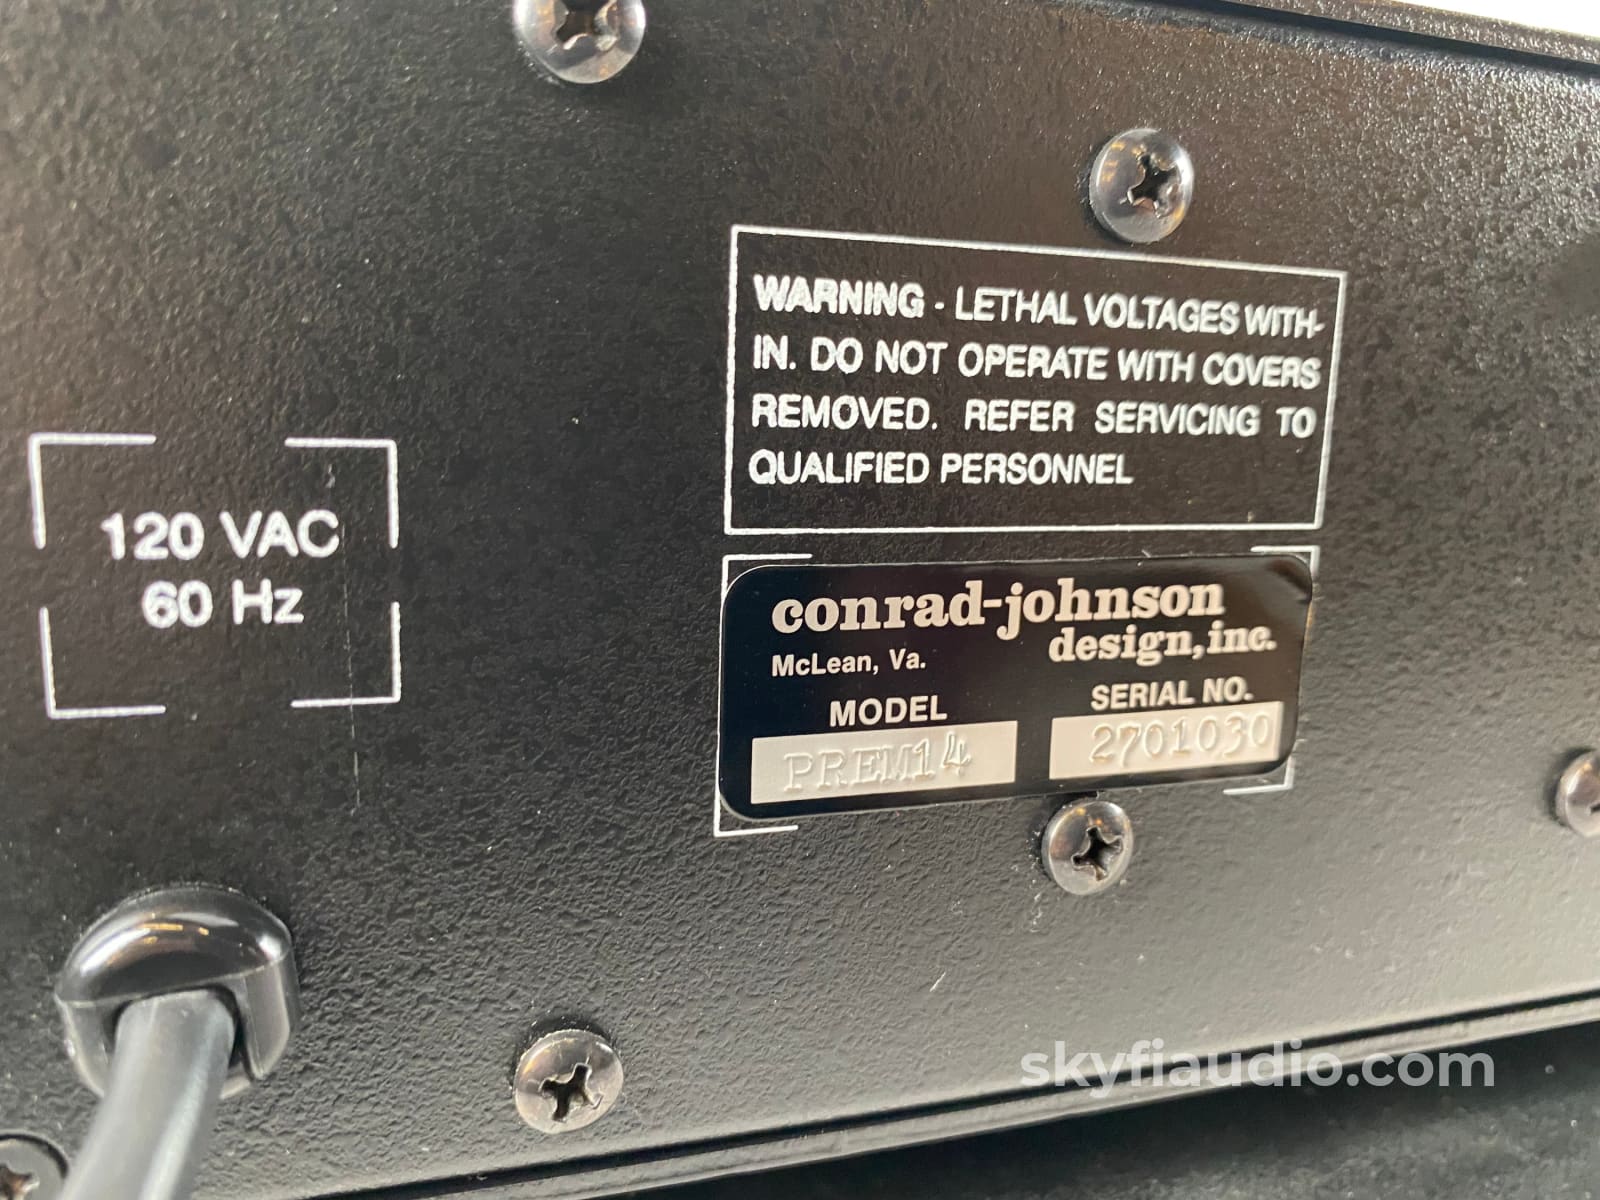 WARNING - LETHAL VOLTAGES WITH-
IN. DO NOT OPERATE WITH COVERS
REMOVED. REFER SERVICING TO
QUALIFIED PERSONNEL
120 VAC
60 Hz
conrad-johnson
design, inc.
McLean, Va.
MODEL
SERIAL NO.
PREM14
2701030
skyfiaudio.com